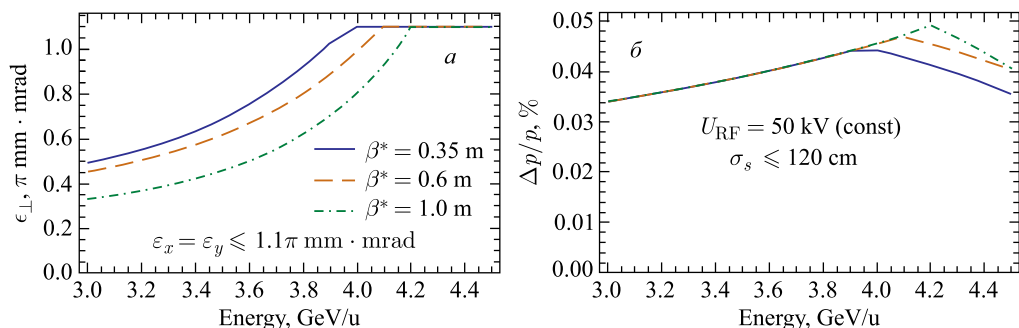 ϵ⊥, π mm · mrad
1.0
0.8
0.6
0.4
0.2
0.0
a
β* = 0.35 m
β* = 0.6 m
β* = 1.0 m
εx = εy ⩽ 1.1π mm · mrad
3.0 3.2 3.4 3.6 3.8 4.0 4.2 4.4
Energy, GeV/u
Δp/p, %
0.05
0.04
0.03
0.02
0.01
0.00
б
URF = 50 kV (const)
σs ⩽ 120 cm
3.0 3.2 3.4 3.6 3.8 4.0 4.2 4.4
Energy, GeV/u